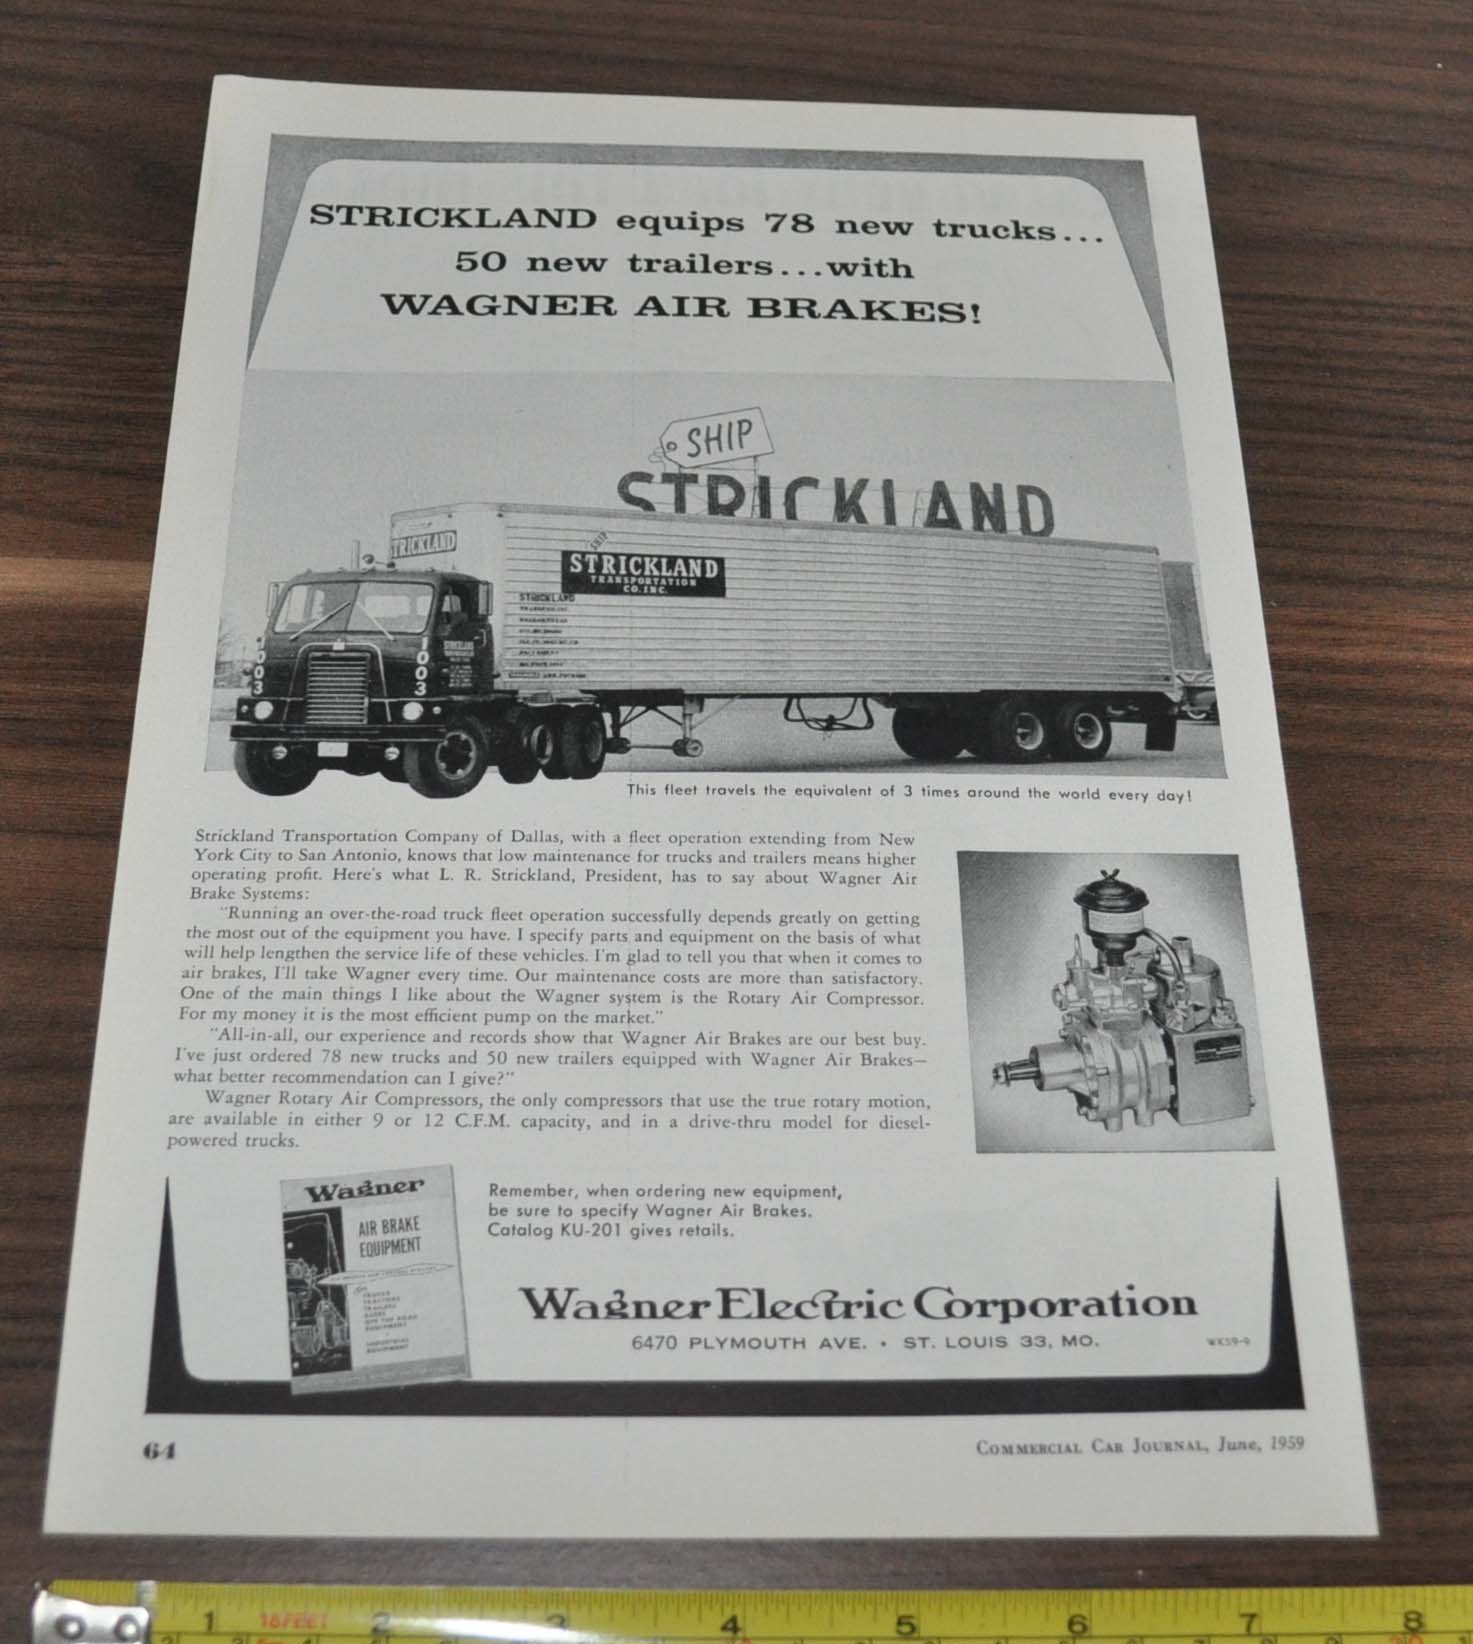 STRICKLAND equips 78 new trucks...
50 new trailers...with
WAGNER AIR BRAKES!
SHIP
STRICKLAND
STRICKLAND
SHIP
STRICKLAND
TRANSPORTATION
CO. INC.
STRICKLAND
1003
1003
STRICKLAND
This fleet travels the equivalent of 3 times around the world every day!
Strickland Transportation Company of Dallas, with a fleet operation extending from New
York City to San Antonio, knows that low maintenance for trucks and trailers means higher
operating profit. Here's what L. R. Strickland, President, has to say about Wagner Air
Brake Systems:
"Running an over-the-road truck fleet operation successfully depends greatly on getting
the most out of the equipment you have. I specify parts and equipment on the basis of what
will help lengthen the service life of these vehicles. I'm glad to tell you that when it comes to
air brakes, I'll take Wagner every time. Our maintenance costs are more than satisfactory.
One of the main things I like about the Wagner system is the Rotary Air Compressor.
For my money it is the most efficient pump on the market."
"All-in-all, our experience and records show that Wagner Air Brakes are our best buy.
I've just ordered 78 new trucks and 50 new trailers equipped with Wagner Air Brakes—
what better recommendation can I give?"
Wagner Rotary Air Compressors, the only compressors that use the true rotary motion,
are available in either 9 or 12 C.F.M. capacity, and in a drive-thru model for diesel-
powered trucks.
Wagner
AIR BRAKE
EQUIPMENT
TRACTORS
TRAILERS
BUSES
OFF THE ROAD
EQUIPMENT
INDUSTRIAL
EQUIPMENT
Remember, when ordering new equipment,
be sure to specify Wagner Air Brakes.
Catalog KU-201 gives retails.
Wagner Electric Corporation
6470 PLYMOUTH AVE. • ST. LOUIS 33, MO.
WK59-9
64
COMMERCIAL CAR JOURNAL, June, 1959
1 16FEET 2 3 4 5 6 7 8